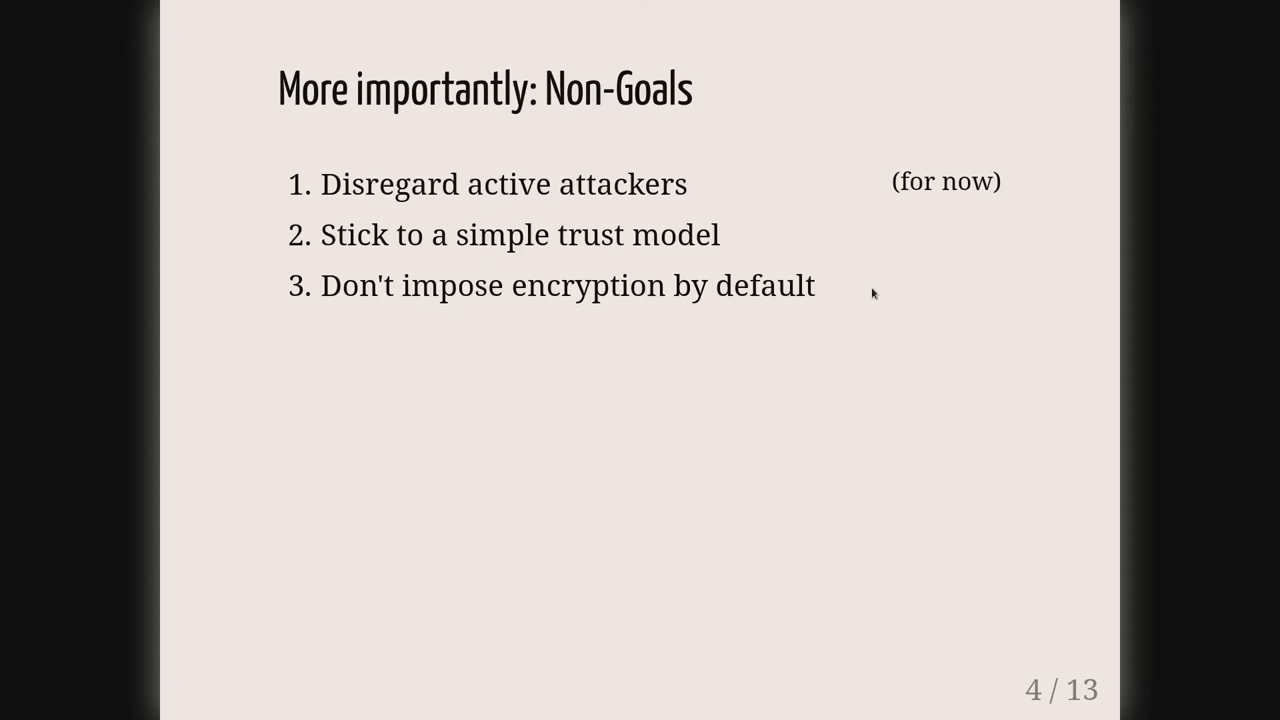 More importantly: Non-Goals
1. Disregard active attackers (for now)
2. Stick to a simple trust model
3. Don't impose encryption by default
4 / 13